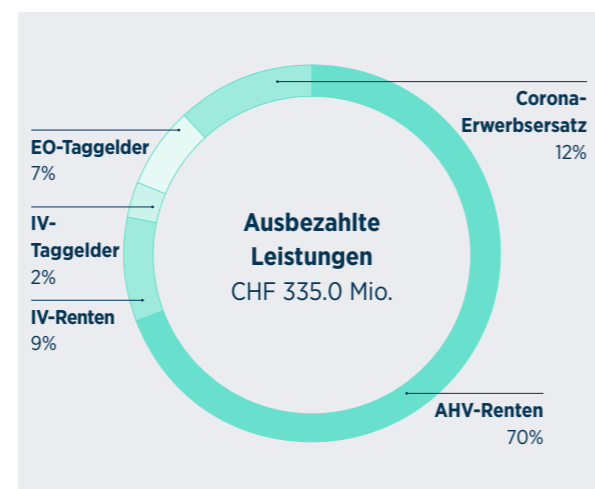 Corona-
Erwerbsersatz
12%
EO-Taggelder
7%
IV-
Taggelder
2%
IV-Renten
9%
Ausbezahlte
Leistungen
CHF 335.0 Mio.
AHV-Renten
70%